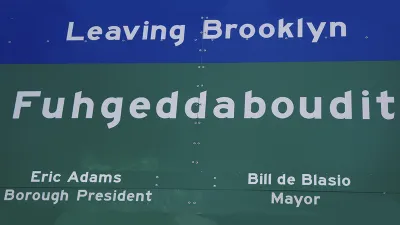 Leaving Brooklyn
Fuhgeddaboudit
Eric Adams Bill de Blasio
Borough President Mayor